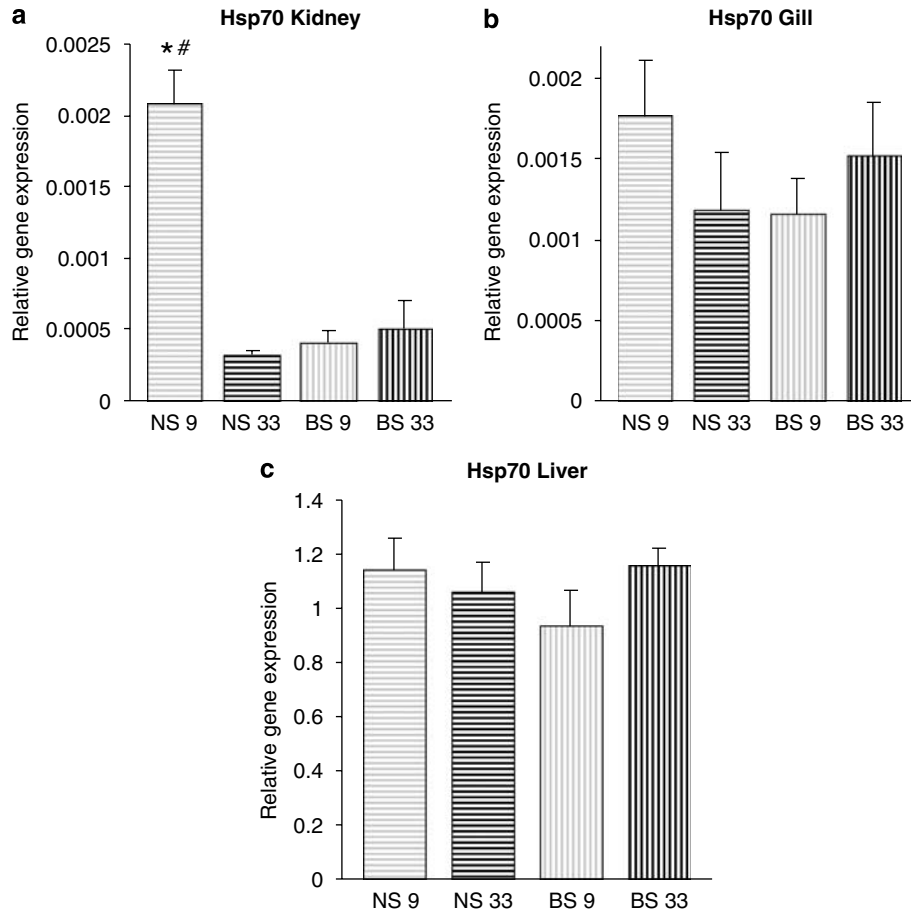 a
Hsp70 Kidney
Relative gene expression
0.0025
0.002
0.0015
0.001
0.0005
0
* #
NS 9 NS 33 BS 9 BS 33
b
Hsp70 Gill
Relative gene expression
0.002
0.0015
0.001
0.0005
0
NS 9 NS 33 BS 9 BS 33
c
Hsp70 Liver
Relative gene expression
1.4
1.2
1
0.8
0.6
0.4
0.2
0
NS 9 NS 33 BS 9 BS 33